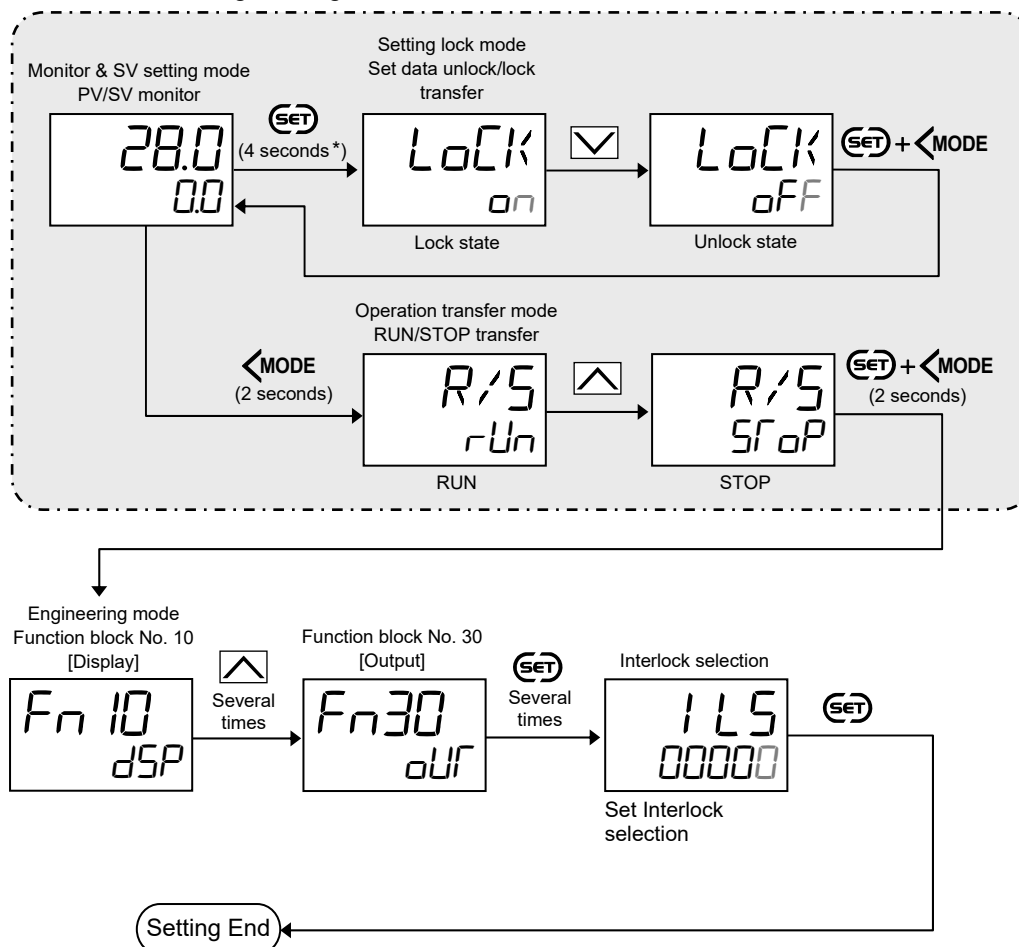 Monitor & SV setting mode
PV/SV monitor
28.0
0.0
SET
(4 seconds*)
Setting lock mode
Set data unlock/lock
transfer
LoCK
on
Lock state
LoCK
oFF
Unlock state
SET + <MODE
<MODE
(2 seconds)
Operation transfer mode
RUN/STOP transfer
R/S
rUn
RUN
R/S
SToP
STOP
SET + <MODE
(2 seconds)
Engineering mode
Function block No. 10
[Display]
Fn 10
dSP
Several
times
Function block No. 30
[Output]
Fn30
oUT
SET
Several
times
Interlock selection
ILS
00000
Set Interlock
selection
SET
Setting End